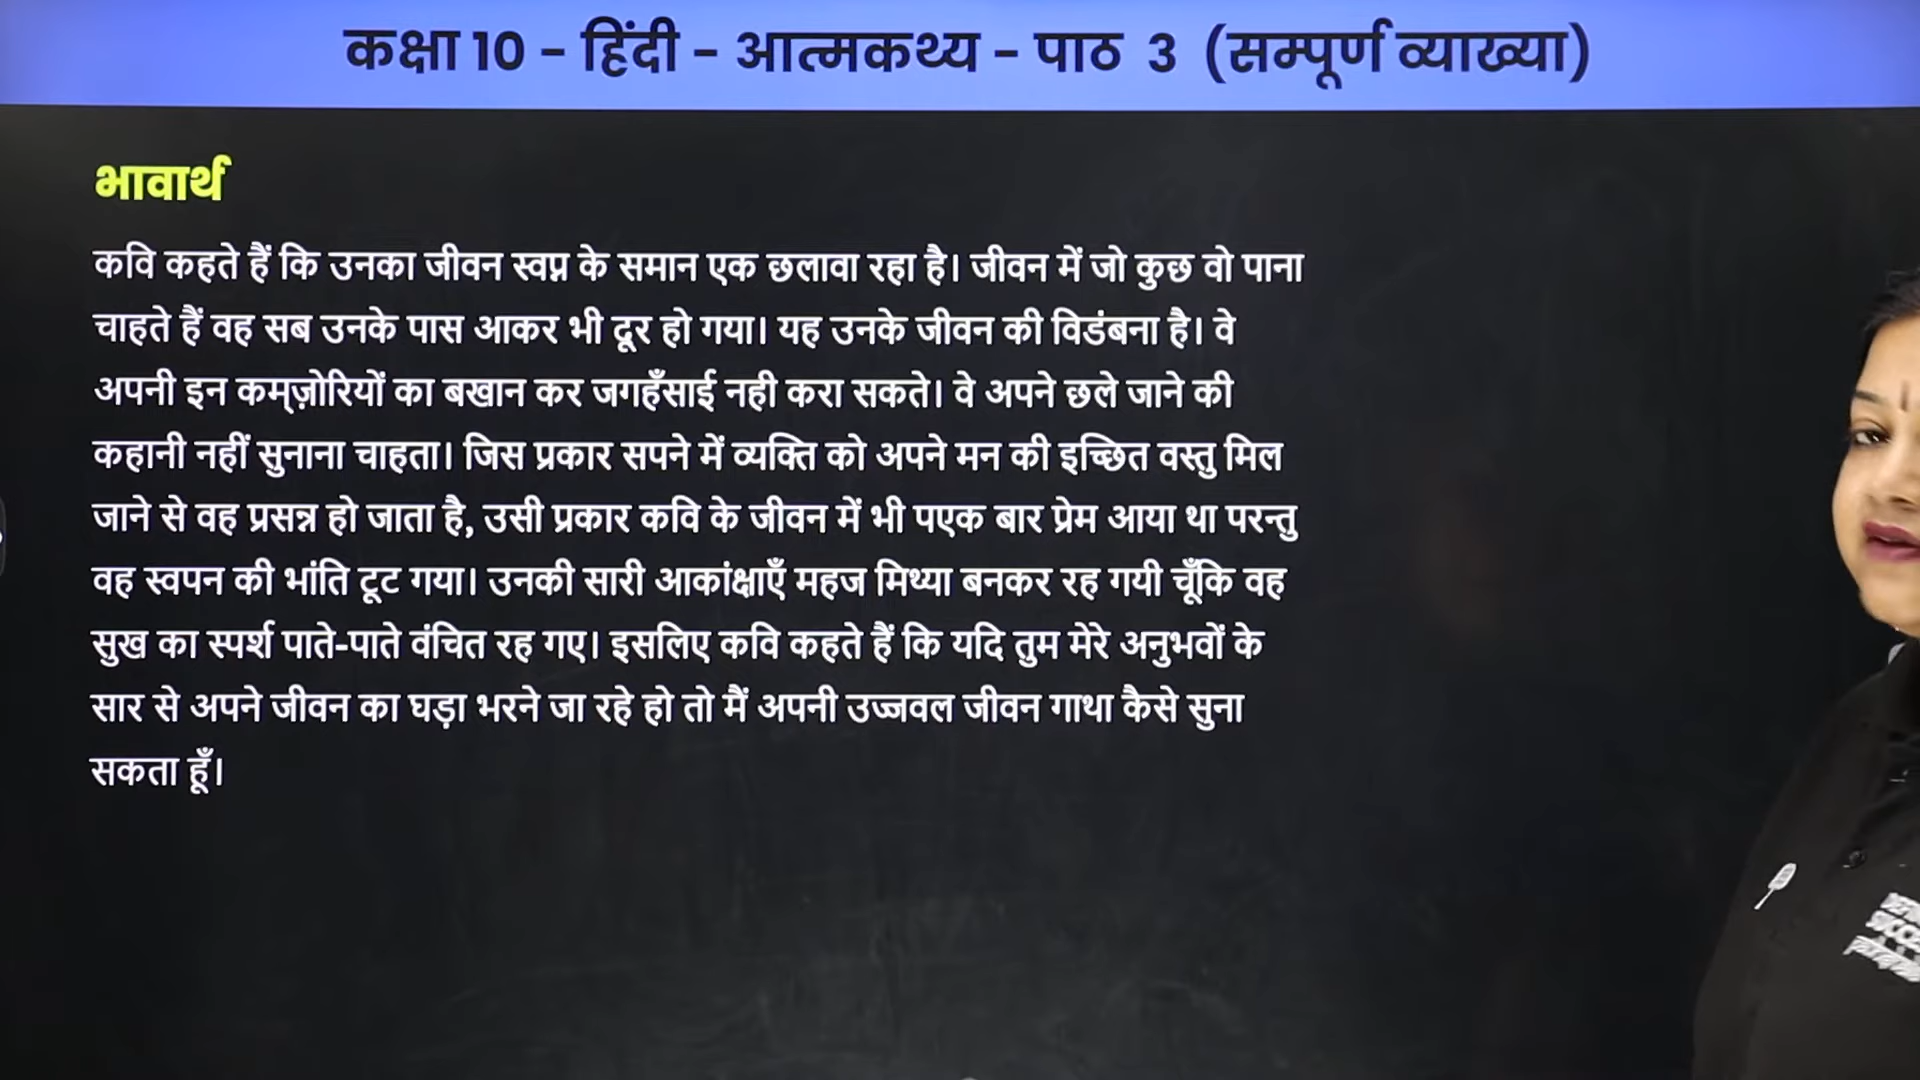 कक्षा 10 - हिंदी - आत्मकथ्य - पाठ 3 (सम्पूर्ण व्याख्या)
भावार्थ
कवि कहते हैं कि उनका जीवन स्वप्न के समान एक छलावा रहा है। जीवन में जो कुछ वो पाना
चाहते हैं वह सब उनके पास आकर भी दूर हो गया। यह उनके जीवन की विडंबना है। वे
अपनी इन कम्ज़ोरियों का बखान कर जगहँसाई नही करा सकते। वे अपने छले जाने की
कहानी नहीं सुनाना चाहता। जिस प्रकार सपने में व्यक्ति को अपने मन की इच्छित वस्तु मिल
जाने से वह प्रसन्न हो जाता है, उसी प्रकार कवि के जीवन में भी पएक बार प्रेम आया था परन्तु
वह स्वपन की भांति टूट गया। उनकी सारी आकांक्षाएँ महज मिथ्या बनकर रह गयी चूँकि वह
सुख का स्पर्श पाते-पाते वंचित रह गए। इसलिए कवि कहते हैं कि यदि तुम मेरे अनुभवों के
सार से अपने जीवन का घड़ा भरने जा रहे हो तो मैं अपनी उज्जवल जीवन गाथा कैसे सुना
सकता हूँ।